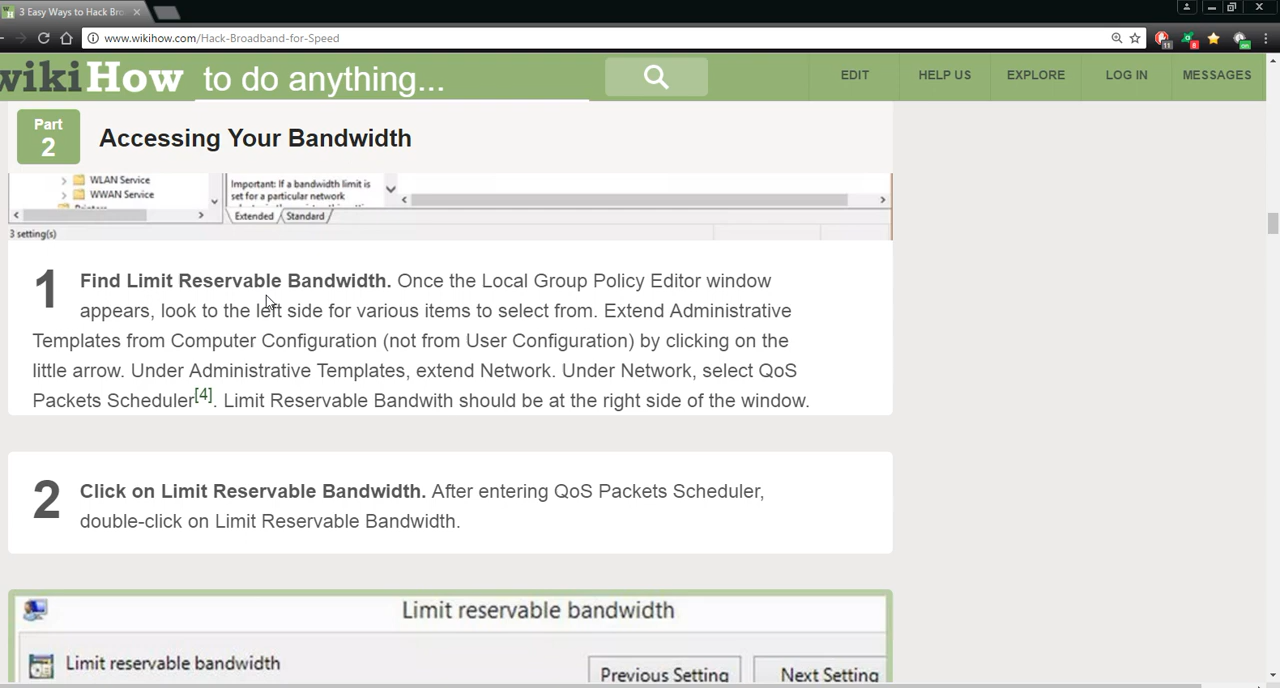 3 Easy Ways to Hack Bro
www.wikihow.com/Hack-Broadband-for-Speed
11
8
on
wikiHow to do anything...
EDIT
HELP US
EXPLORE
LOG IN
MESSAGES
Part
2
Accessing Your Bandwidth
WLAN Service
WWAN Service
Important: If a bandwidth limit is
set for a particular network
Extended
Standard
3 setting(s)
1
Find Limit Reservable Bandwidth. Once the Local Group Policy Editor window
appears, look to the left side for various items to select from. Extend Administrative
Templates from Computer Configuration (not from User Configuration) by clicking on the
little arrow. Under Administrative Templates, extend Network. Under Network, select QoS
Packets Scheduler[4]. Limit Reservable Bandwith should be at the right side of the window.
2
Click on Limit Reservable Bandwidth. After entering QoS Packets Scheduler,
double-click on Limit Reservable Bandwidth.
Limit reservable bandwidth
Limit reservable bandwidth
Previous Setting
Next Setting